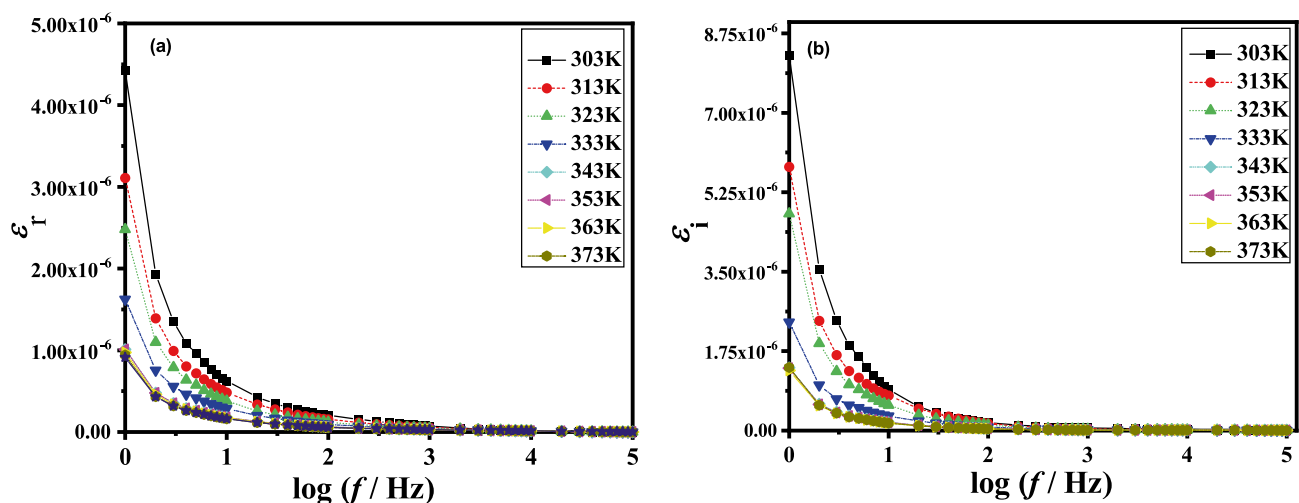 (a)
5.00x10-6
4.00x10-6
3.00x10-6
2.00x10-6
1.00x10-6
0.00
εr
303K
313K
323K
333K
343K
353K
363K
373K
0 1 2 3 4 5
log (f / Hz)
(b)
8.75x10-6
7.00x10-6
5.25x10-6
3.50x10-6
1.75x10-6
0.00
εi
303K
313K
323K
333K
343K
353K
363K
373K
0 1 2 3 4 5
log (f / Hz)